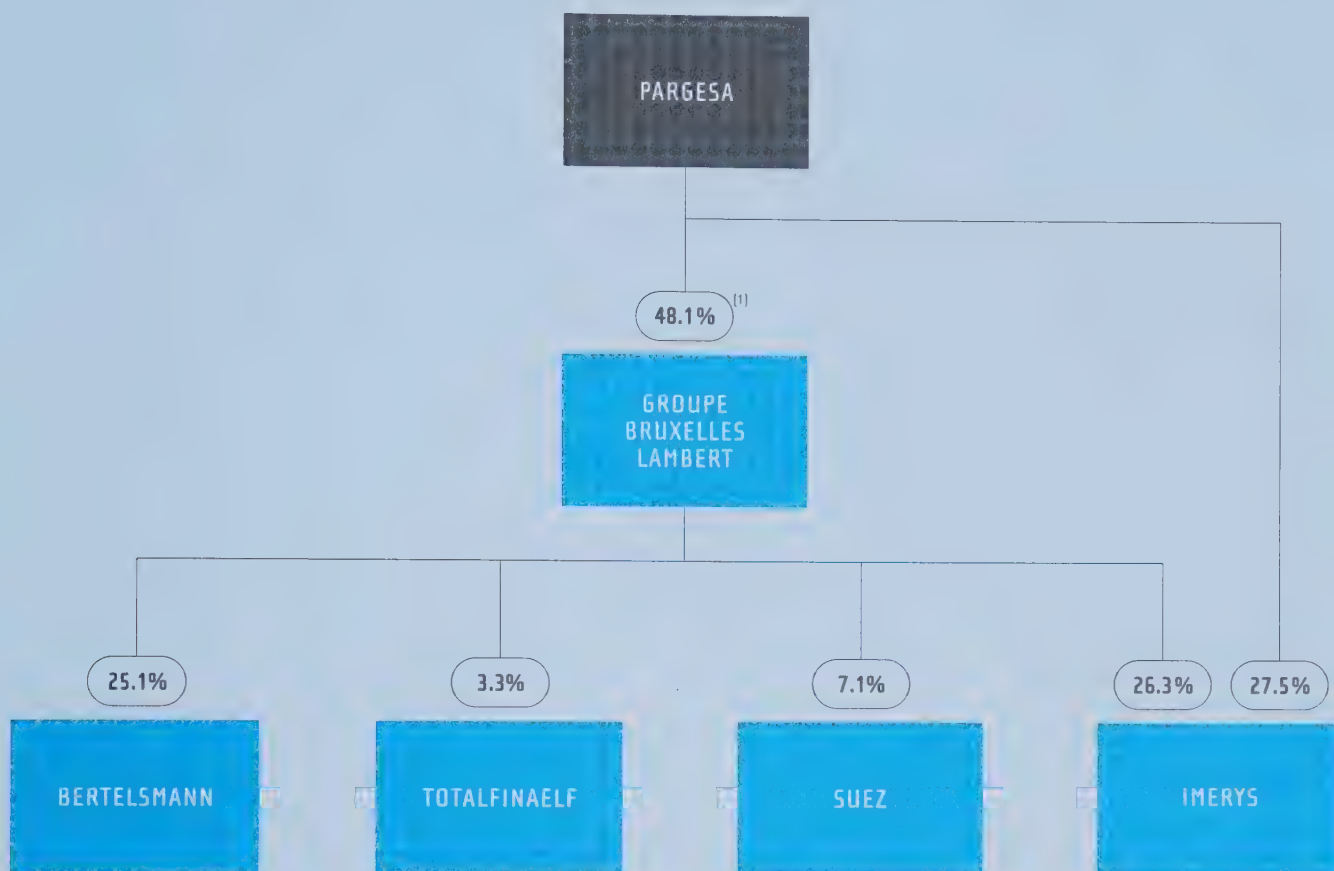 PARGESA
48.1% (1)
GROUPE
BRUXELLES
LAMBERT
25.1%
3.3%
7.1%
26.3%
27.5%
BERTELSMANN
TOTALFINAELF
SUEZ
IMERYS